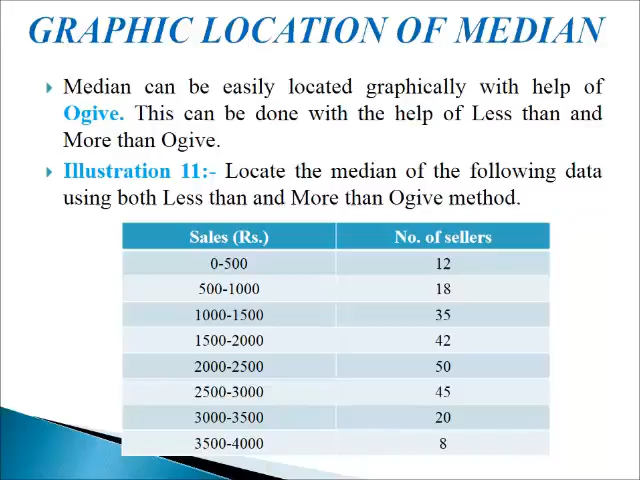 GRAPHIC LOCATION OF MEDIAN
Median can be easily located graphically with help of
Ogive. This can be done with the help of Less than and
More than Ogive.
Illustration 11:- Locate the median of the following data
using both Less than and More than Ogive method.
Sales (Rs.) No. of sellers
0-500 12
500-1000 18
1000-1500 35
1500-2000 42
2000-2500 50
2500-3000 45
3000-3500 20
3500-4000 8